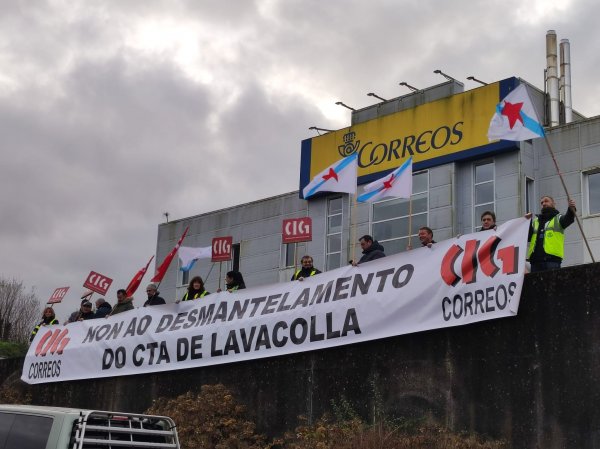 CORREOS
CIG
CIG
CIG
CIG
CIG
CORREOS
NON AO DESMANTELAMENTO
DO CTA DE LAVACOLLA
CIG
CORREOS